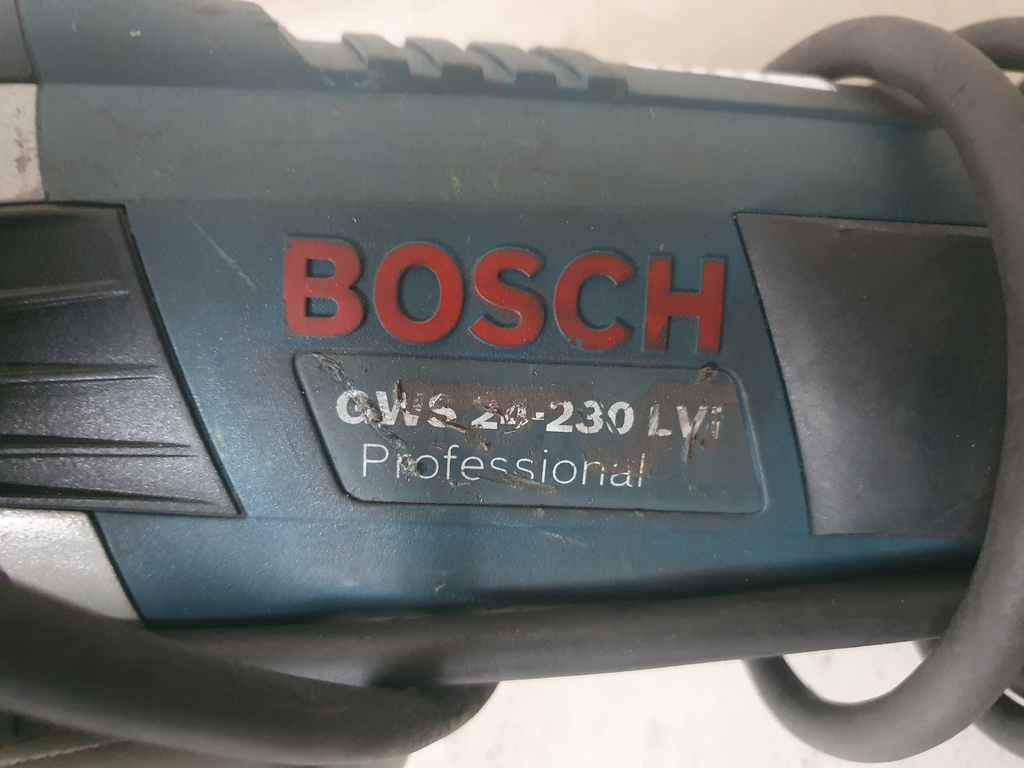 BOSCH
GWS 24-230 LVI
Professional